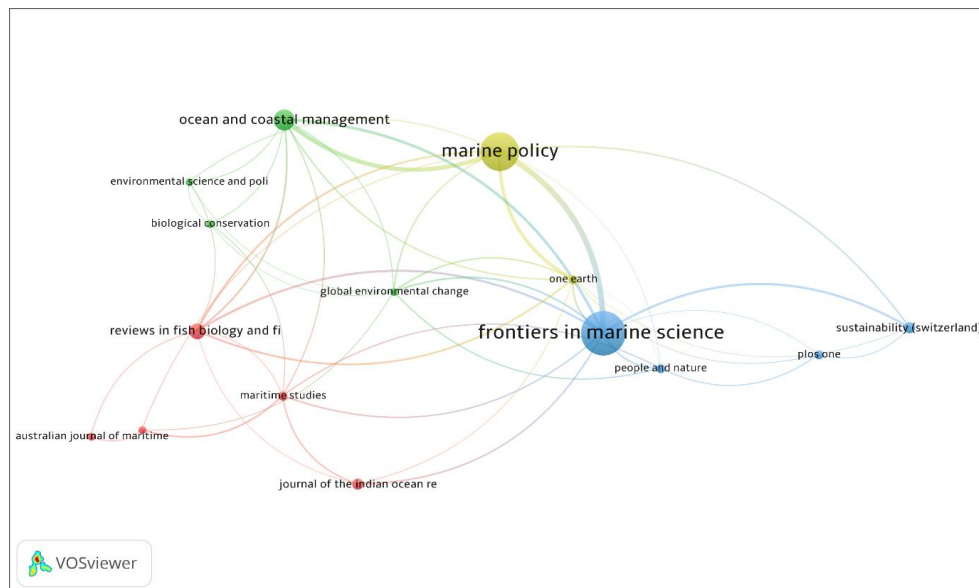 ocean and coastal management
marine policy
environmental science and poli
biological conservation
one earth
global environmental change
reviews in fish biology and fi
frontiers in marine science
sustainability (switzerland)
plos one
people and nature
maritime studies
australian journal of maritime
journal of the indian ocean re
VOSviewer